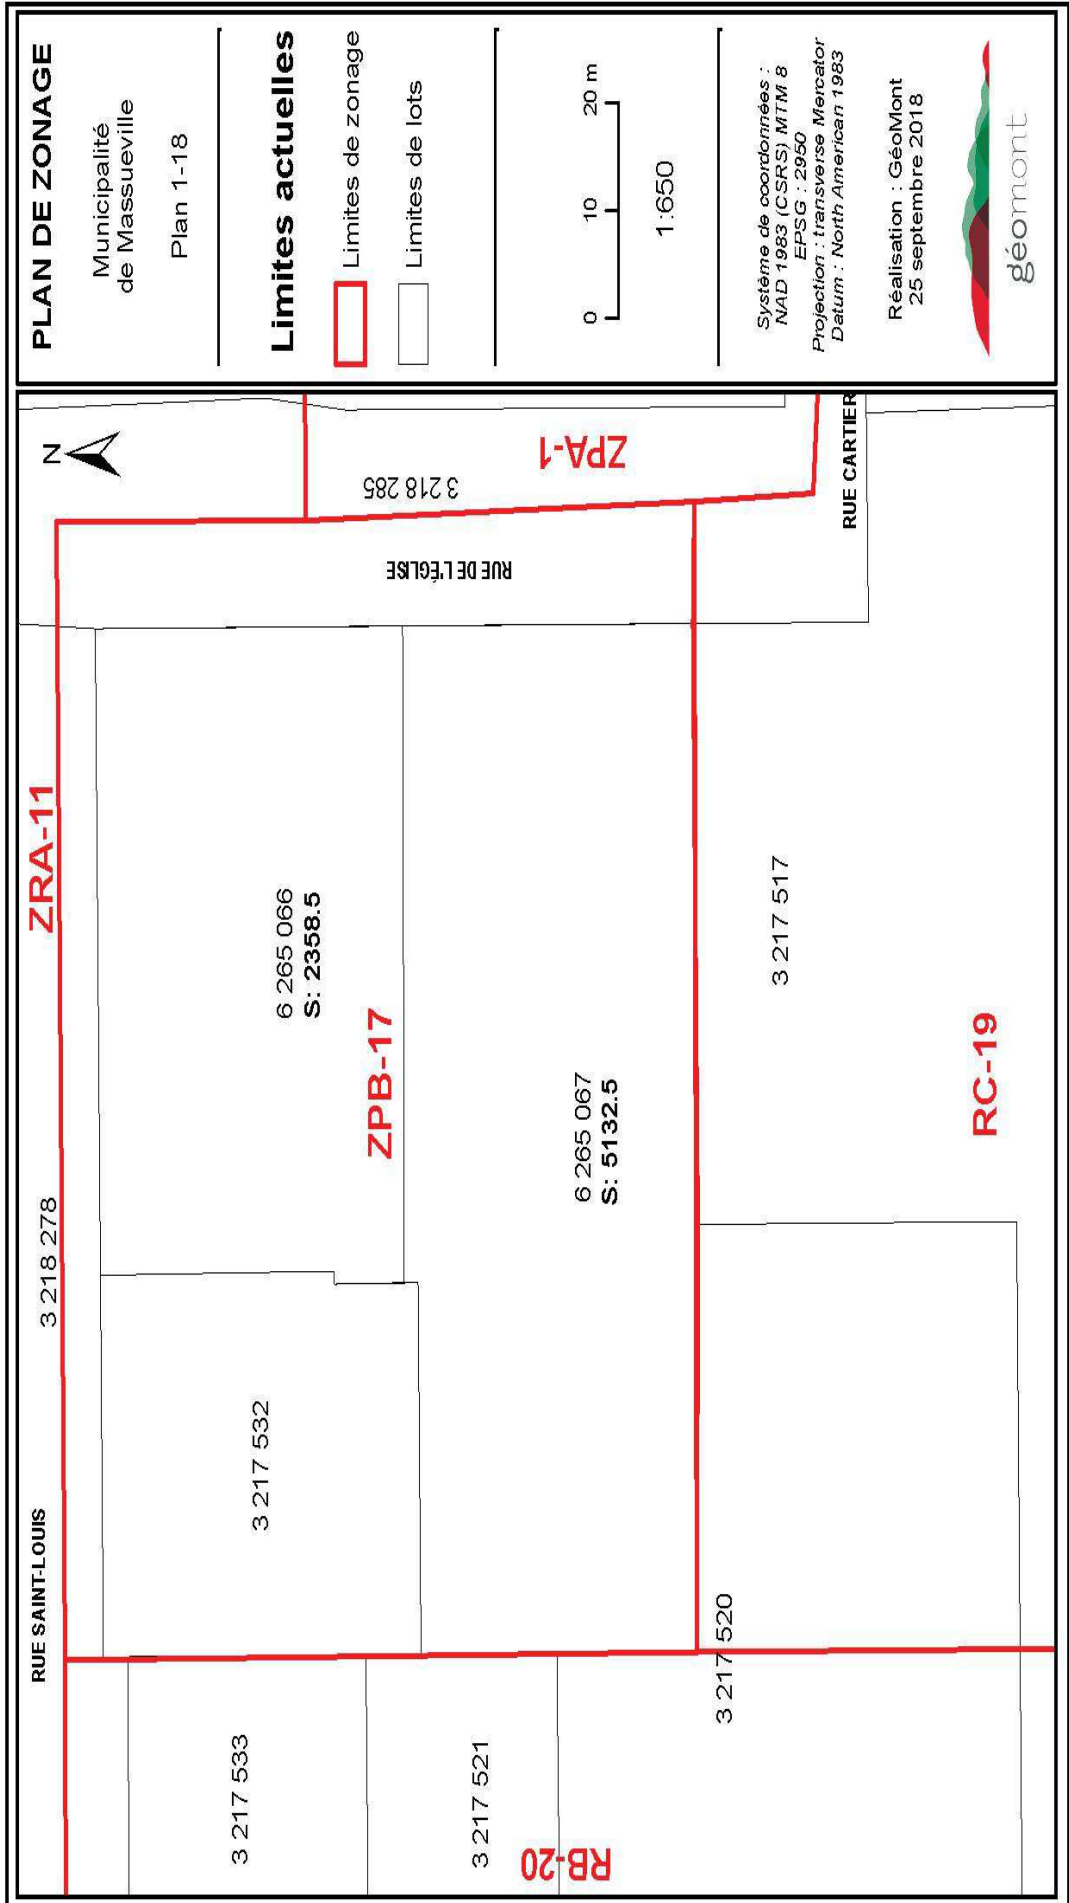 PLAN DE ZONAGE
Municipalité
de Massueville
Plan 1-18
Limites actuelles
Limites de zonage
Limites de lots
0 10 20 m
1:650
Système de coordonnées :
NAD 1983 (CSRS) MTM 8
EPSG : 2950
Projection : transverse Mercator
Datum : North American 1983
Réalisation : GéoMont
25 septembre 2018
géomont
N
RUE SAINT-LOUIS
3 218 278
ZRA-11
3 217 533
3 217 532
6 265 066
S: 2358.5
RUE DE L'ÉGLISE
3 218 285
ZPB-17
ZPA-1
3 217 521
6 265 067
S: 5132.5
RB-20
3 217 520
3 217 517
RUE CARTIER
RC-19